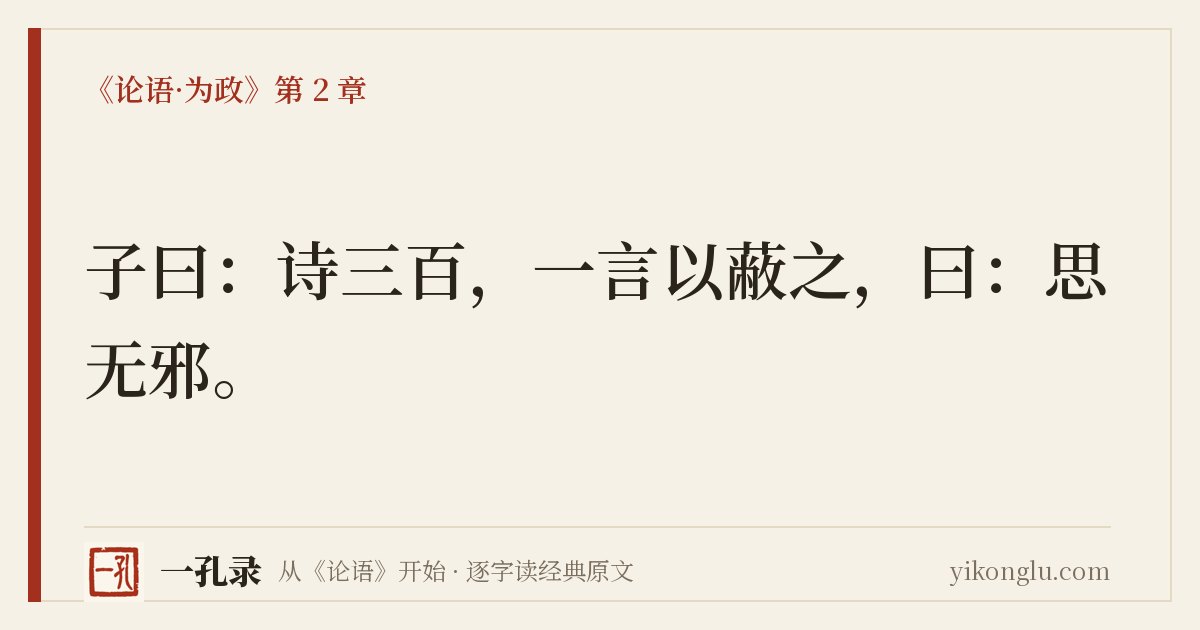 《论语·为政》第 2 章
子曰：诗三百，一言以蔽之，曰：思
无邪。
一孔
一孔录 从《论语》开始 · 逐字读经典原文 yikonglu.com